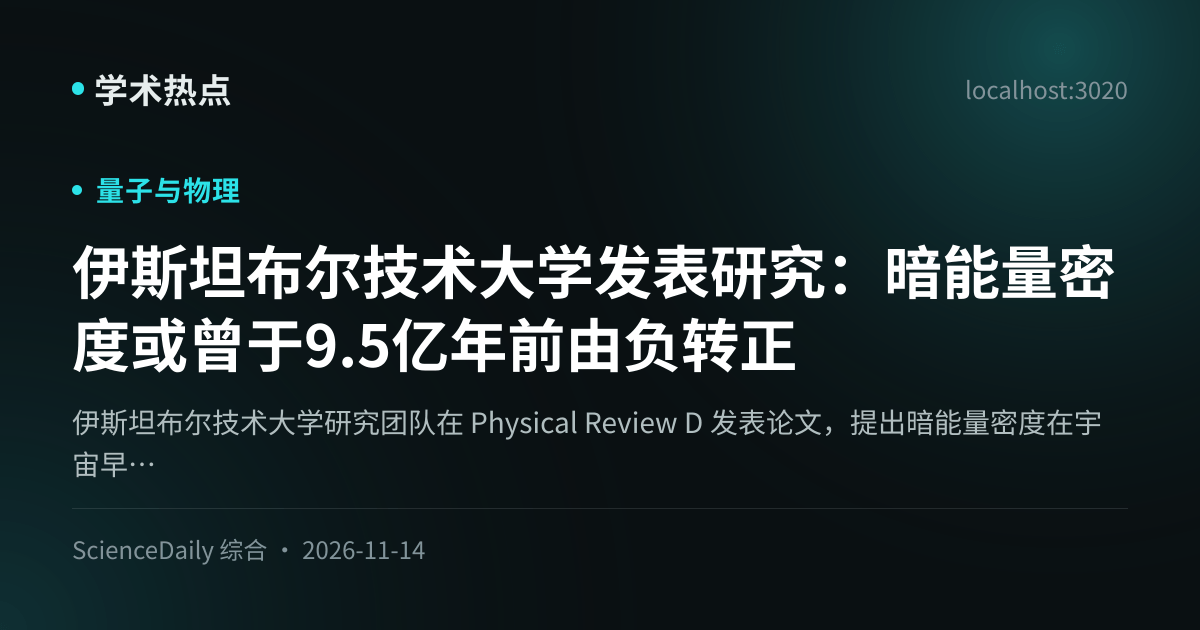 学术热点
localhost:3020
量子与物理
伊斯坦布尔技术大学发表研究：暗能量密
度或曾于9.5亿年前由负转正
伊斯坦布尔技术大学研究团队在 Physical Review D 发表论文，提出暗能量密度在宇
宙早…
ScienceDaily 综合 · 2026-11-14